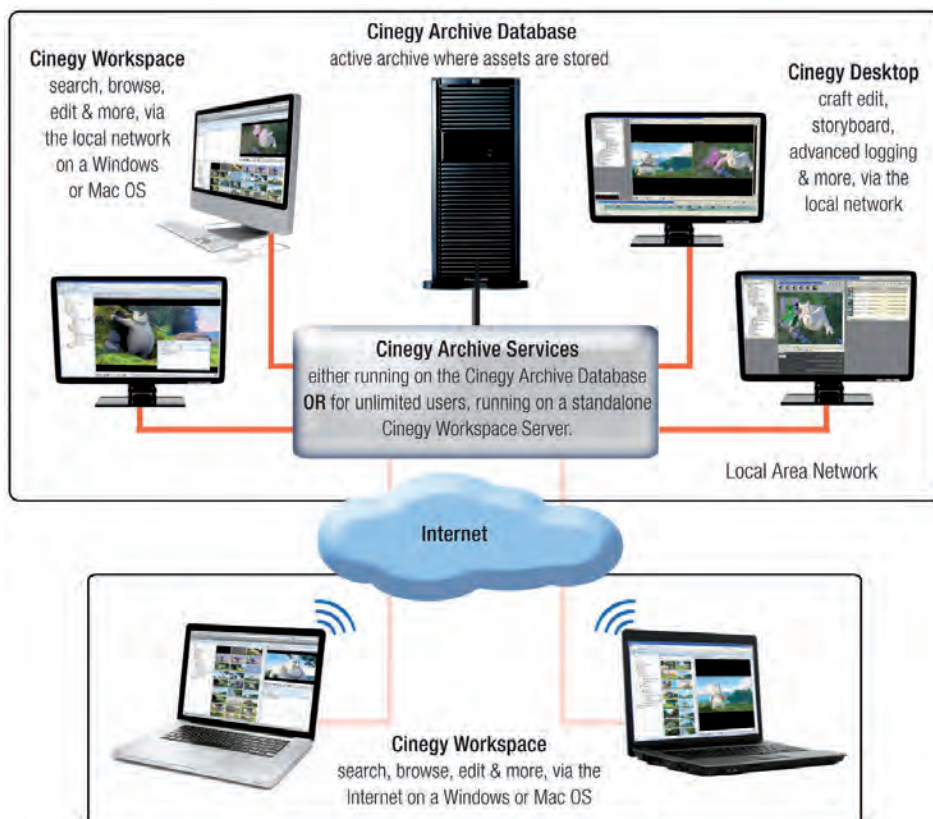 Cinegy Archive Database
active archive where assets are stored
Cinegy Workspace
search, browse,
edit & more, via
the local network
on a Windows
or Mac OS
Cinegy Desktop
craft edit,
storyboard,
advanced logging
& more, via the
local network
Cinegy Archive Services
either running on the Cinegy Archive Database
OR for unlimited users, running on a standalone
Cinegy Workspace Server.
Local Area Network
Internet
Cinegy Workspace
search, browse, edit & more, via the
Internet on a Windows or Mac OS